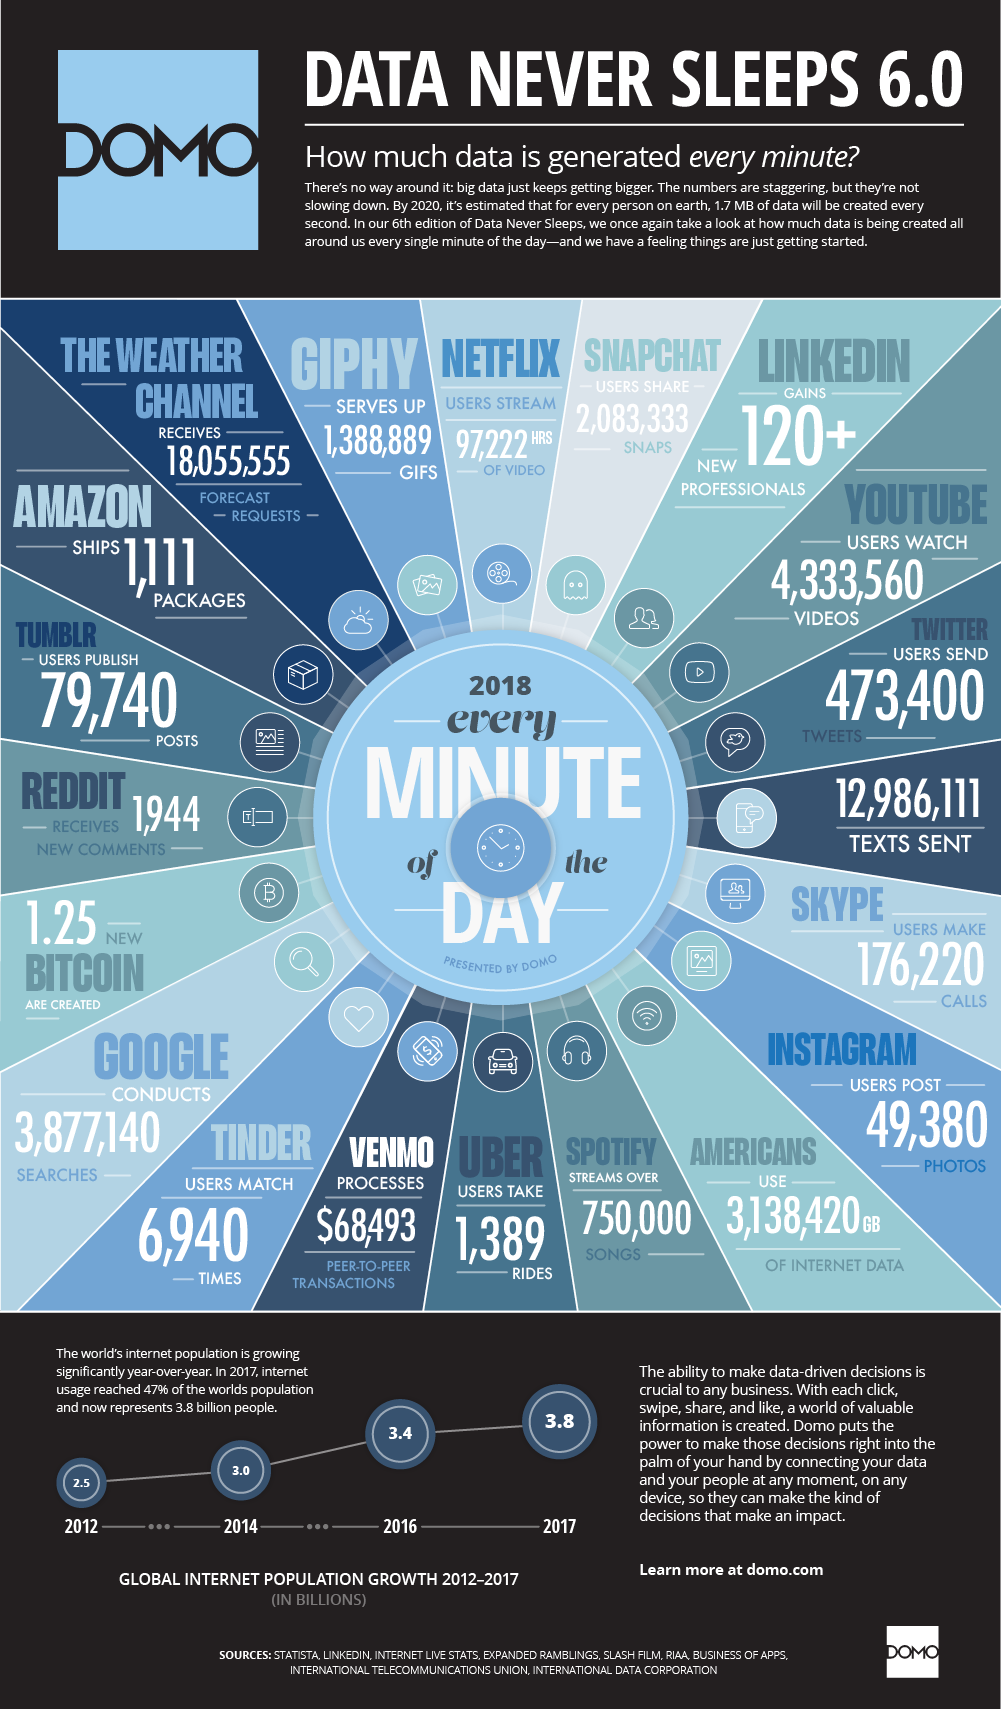 DOMO
DATA NEVER SLEEPS 6.0
How much data is generated every minute?
There's no way around it: big data just keeps getting bigger. The numbers are staggering, but they're not
slowing down. By 2020, it's estimated that for every person on earth, 1.7 MB of data will be created every
second. In our 6th edition of Data Never Sleeps, we once again take a look at how much data is being created all
around us every single minute of the day—and we have a feeling things are just getting started.
THE WEATHER
CHANNEL
RECEIVES
18,055,555
FORECAST
REQUESTS
GIPHY
SERVES UP
1,388,889
GIFS
NETFLIX
USERS STREAM
97,222 HRS
OF VIDEO
SNAPCHAT
USERS SHARE
2,083,333
SNAPS
LINKEDIN
GAINS
120+
NEW
PROFESSIONALS
YOUTUBE
USERS WATCH
4,333,560
VIDEOS
TWITTER
USERS SEND
473,400
TWEETS
12,986,111
TEXTS SENT
SKYPE
USERS MAKE
176,220
CALLS
INSTAGRAM
USERS POST
49,380
PHOTOS
AMERICANS
USE
3,138,420 GB
OF INTERNET DATA
SPOTIFY
STREAMS OVER
750,000
SONGS
UBER
USERS TAKE
1,389
RIDES
VENMO
PROCESSES
$68,493
PEER-TO-PEER
TRANSACTIONS
TINDER
USERS MATCH
6,940
TIMES
GOOGLE
CONDUCTS
3,877,140
SEARCHES
1.25 NEW
BITCOIN
ARE CREATED
REDDIT
RECEIVES 1944
NEW COMMENTS
TUMBLR
USERS PUBLISH
79,740
POSTS
AMAZON
SHIPS 1,111
PACKAGES
2018
every
MINUTE
of the
DAY
PRESENTED BY DOMO
The world's internet population is growing
significantly year-over-year. In 2017, internet
usage reached 47% of the worlds population
and now represents 3.8 billion people.
2.5
3.0
3.4
3.8
2012
2014
2016
2017
GLOBAL INTERNET POPULATION GROWTH 2012–2017
(IN BILLIONS)
The ability to make data-driven decisions is
crucial to any business. With each click,
swipe, share, and like, a world of valuable
information is created. Domo puts the
power to make those decisions right into the
palm of your hand by connecting your data
and your people at any moment, on any
device, so they can make the kind of
decisions that make an impact.
Learn more at domo.com
SOURCES: STATISTA, LINKEDIN, INTERNET LIVE STATS, EXPANDED RAMBLINGS, SLASH FILM, RIAA, BUSINESS OF APPS,
INTERNATIONAL TELECOMMUNICATIONS UNION, INTERNATIONAL DATA CORPORATION
DOMO